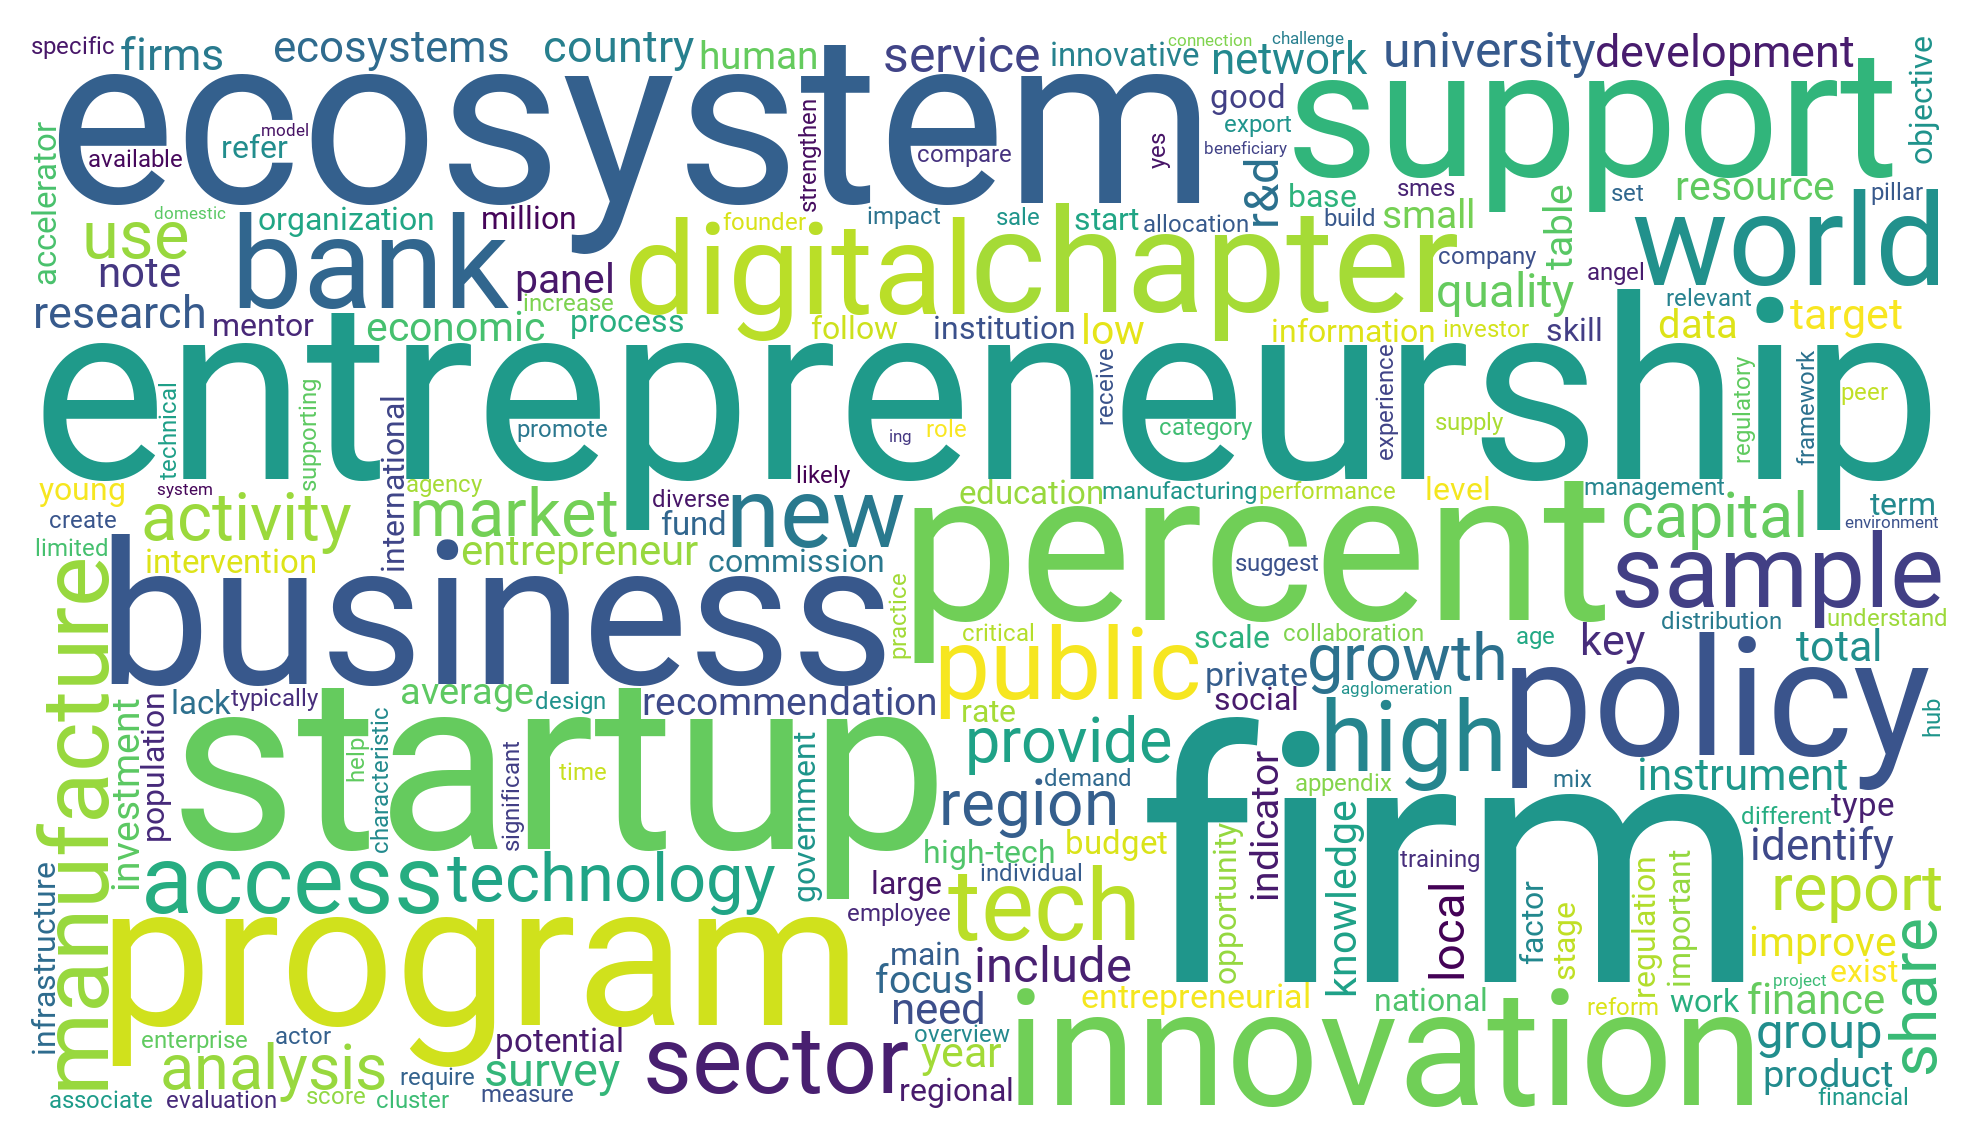 specific
firms
ecosystems
country
human
service
innovative
connection
challenge
network
university
development
objective
ecosystem
support
good
export
beneficiary
model
refer
available
accelerator
strengthen
compare
yes
r&d
base
smes
set
resource
pillar
use
domestic
organization
million
founder
impact
sale
start
allocation
build
small
table
world
note
bank
panel
digital
chapter
company
angel
quality
relevant
research
mentor
increase
economic
process
follow
institution
low
information
investor
skill
data
target
entrepreneurship
technical
supporting
international
promote
receive
ing
role
category
experience
supply
regulatory
framework
peer
young
system
agency
likely
diverse
education
manufacturing
performance
level
management
term
environment
create
activity
market
fund
new
percent
capital
limited
intervention
entrepreneur
commission
suggest
sample
manufacture
business
practice
critical
scale
collaboration
age
key
distribution
understand
total
public
private
growth
policy
social
agglomeration
hub
population
lack
typically
average
design
recommendation
rate
investment
startup
help
characteristic
significant
time
government
provide
demand
high
appendix
mix
instrument
region
firm
indicator
different
type
access
technology
high-tech
budget
opportunity
knowledge
training
identify
large
individual
tech
employee
local
factor
stage
regulation
important
report
infrastructure
program
main
focus
include
improve
exist
project
share
need
entrepreneurial
national
reform
work
finance
enterprise
actor
potential
sector
overview
year
innovation
group
analysis
require
survey
regional
product
associate
evaluation
score
cluster
measure
financial